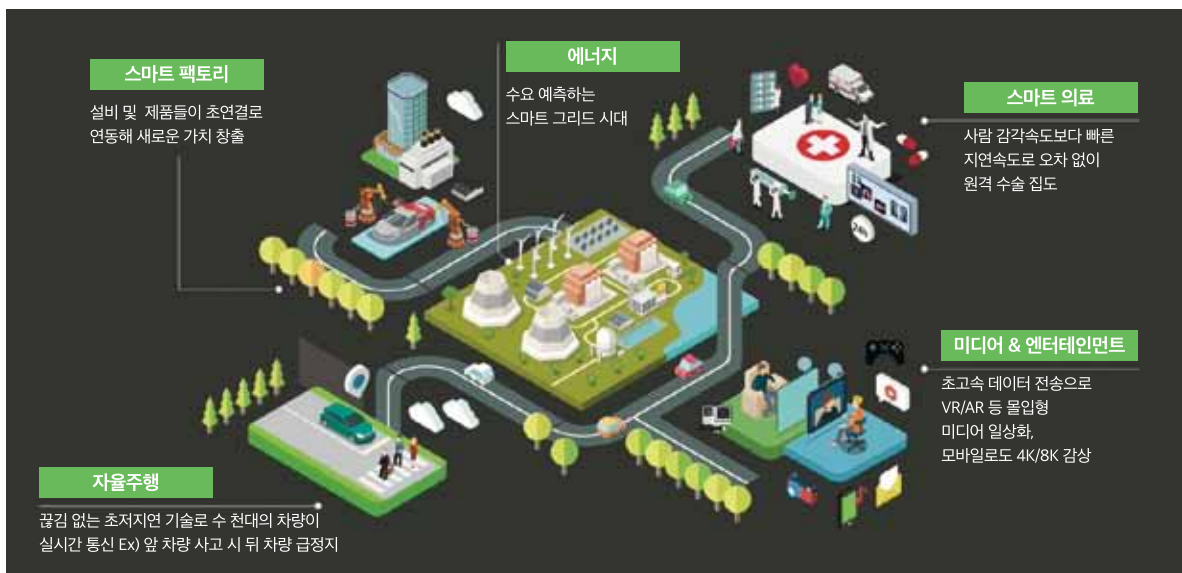 스마트 팩토리
설비 및 제품들이 초연결로
연동해 새로운 가치 창출
에너지
수요 예측하는
스마트 그리드 시대
스마트 의료
사람 감각속도보다 빠른
지연속도로 오차 없이
원격 수술 집도
24h
미디어 & 엔터테인먼트
초고속 데이터 전송으로
VR/AR 등 몰입형
미디어 일상화,
모바일로도 4K/8K 감상
자율주행
끊김 없는 초저지연 기술로 수 천대의 차량이
실시간 통신 Ex) 앞 차량 사고 시 뒤 차량 급정지